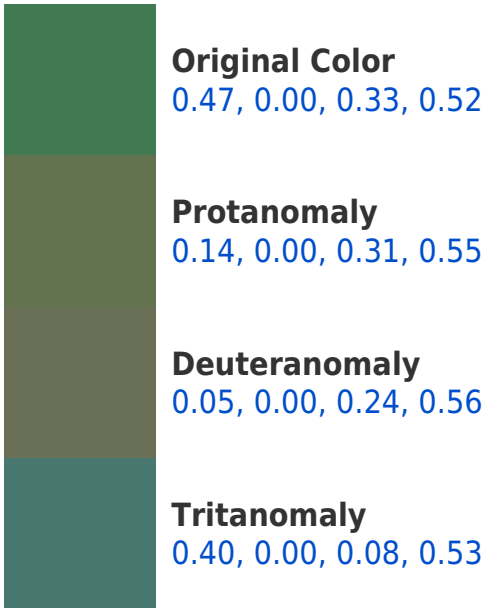 Original Color
0.47, 0.00, 0.33, 0.52
Protanomaly
0.14, 0.00, 0.31, 0.55
Deuteranomaly
0.05, 0.00, 0.24, 0.56
Tritanomaly
0.40, 0.00, 0.08, 0.53